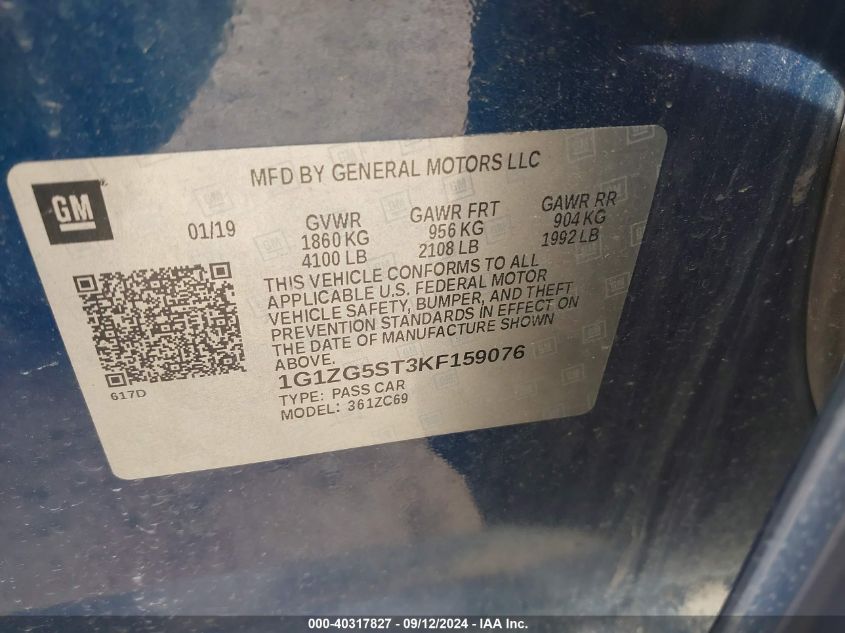 MFD BY GENERAL MOTORS LLC
GM
01/19
GVWR
1860 KG
4100 LB
GAWR FRT
956 KG
2108 LB
GAWR RR
904 KG
1992 LB
THIS VEHICLE CONFORMS TO ALL
APPLICABLE U.S. FEDERAL MOTOR
VEHICLE SAFETY, BUMPER, AND THEFT
PREVENTION STANDARDS IN EFFECT ON
THE DATE OF MANUFACTURE SHOWN
ABOVE.
1G1ZG5ST3KF159076
TYPE: PASS CAR
MODEL: 361ZC69
617D
000-40317827 - 09/12/2024 - IAA Inc.